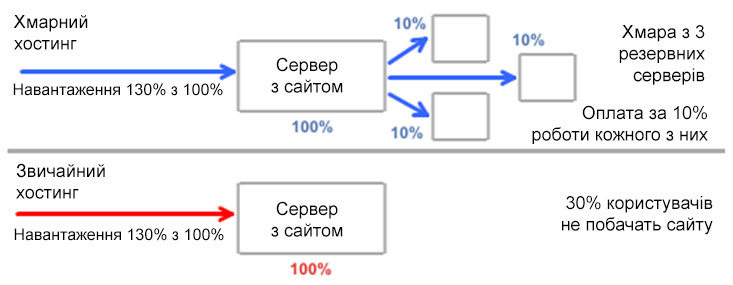 Хмарний
хостинг
Навантаження 130% з 100%
Сервер
з сайтом
100%
10%
10%
10%
Хмара з 3
резервних
серверів
Оплата за 10%
роботи кожного з них
Звичайний
хостинг
Навантаження 130% з 100%
Сервер
з сайтом
100%
30% користувачів
не побачать сайту